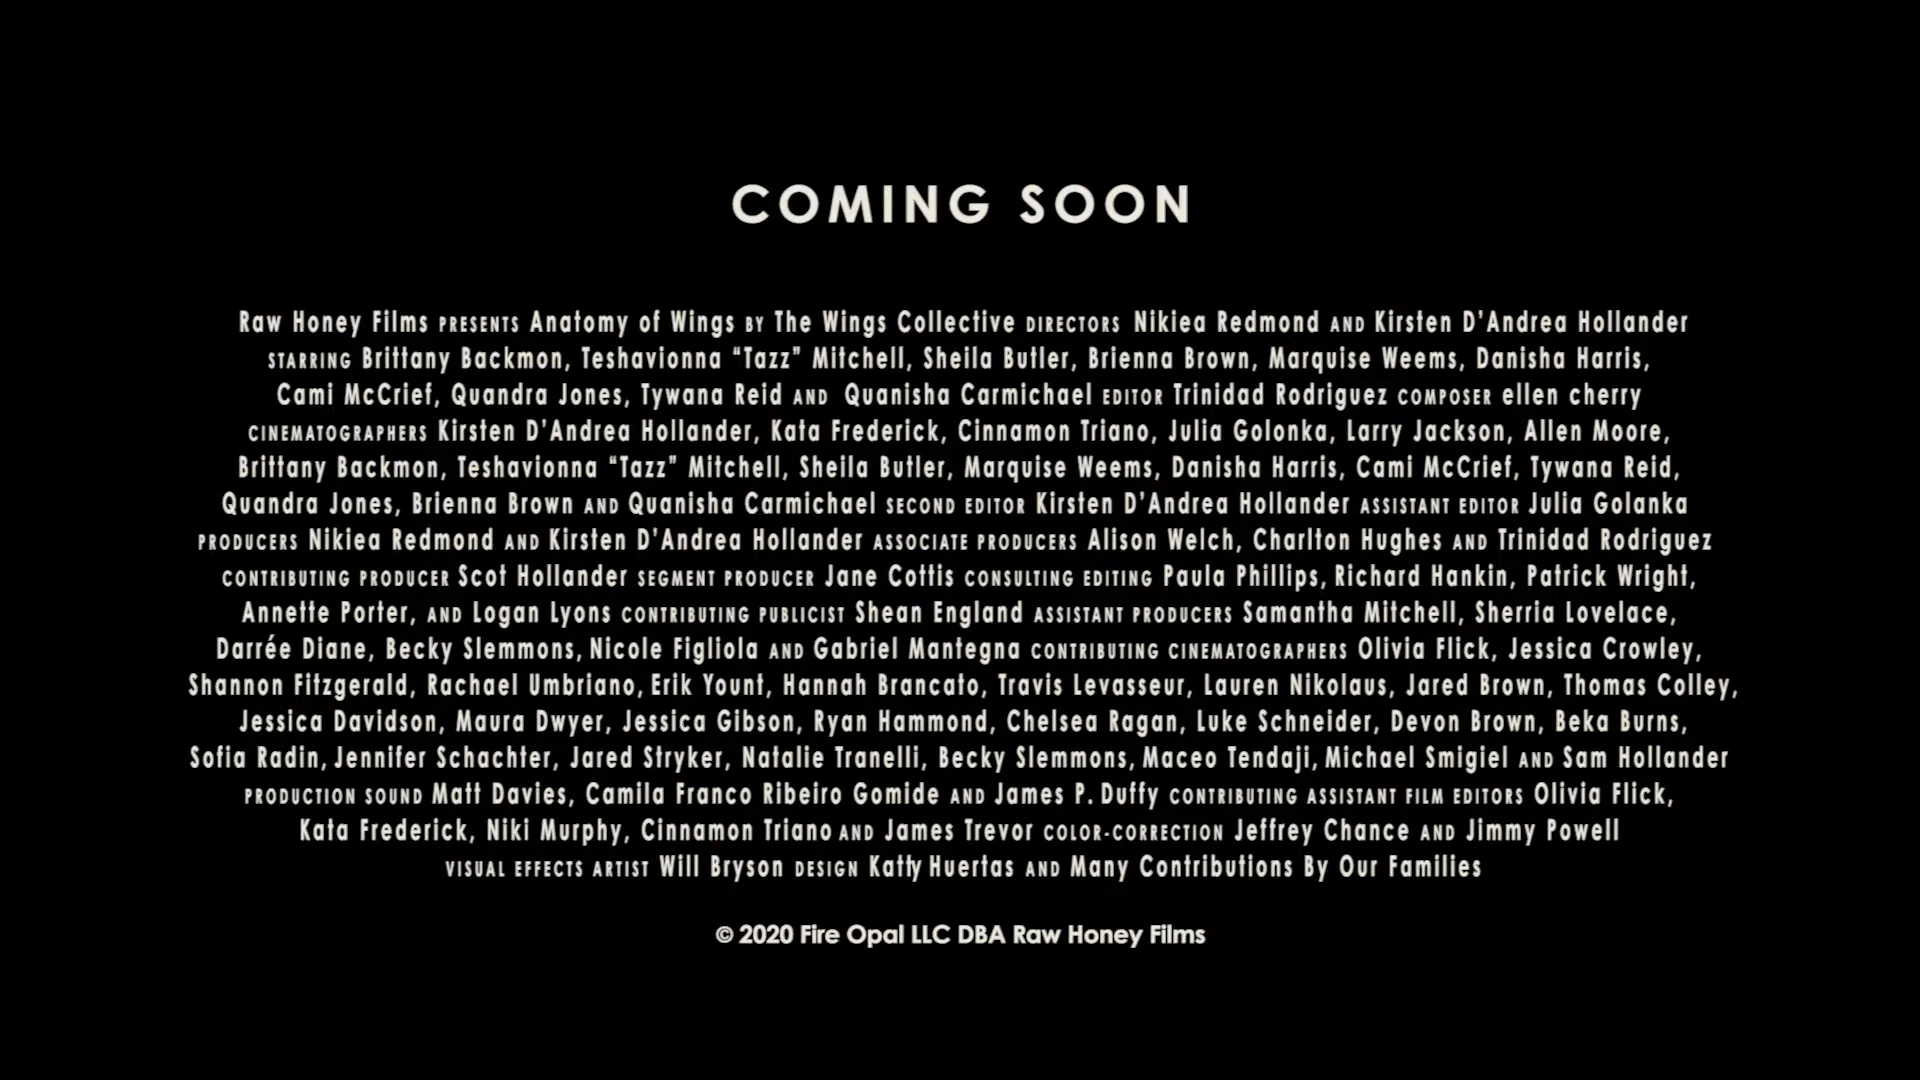 COMING SOON
Raw Honey Films PRESENTS Anatomy of Wings BY The Wings Collective DIRECTORS Nikiea Redmond AND Kirsten D'Andrea Hollander
STARRING Brittany Backmon, Teshavionna “Tazz” Mitchell, Sheila Butler, Brienna Brown, Marquise Weems, Danisha Harris,
Cami McCrief, Quandra Jones, Tywana Reid AND Quanisha Carmichael EDITOR Trinidad Rodriguez COMPOSER ellen cherry
CINEMATOGRAPHERS Kirsten D'Andrea Hollander, Kata Frederick, Cinnamon Triano, Julia Golonka, Larry Jackson, Allen Moore,
Brittany Backmon, Teshavionna “Tazz” Mitchell, Sheila Butler, Marquise Weems, Danisha Harris, Cami McCrief, Tywana Reid,
Quandra Jones, Brienna Brown AND Quanisha Carmichael SECOND EDITOR Kirsten D'Andrea Hollander ASSISTANT EDITOR Julia Golanka
PRODUCERS Nikiea Redmond AND Kirsten D'Andrea Hollander ASSOCIATE PRODUCERS Alison Welch, Charlton Hughes AND Trinidad Rodriguez
CONTRIBUTING PRODUCER Scot Hollander SEGMENT PRODUCER Jane Cottis CONSULTING EDITING Paula Phillips, Richard Hankin, Patrick Wright,
Annette Porter, AND Logan Lyons CONTRIBUTING PUBLICIST Shean England ASSISTANT PRODUCERS Samantha Mitchell, Sherria Lovelace,
Darrée Diane, Becky Slemmons, Nicole Figliola AND Gabriel Mantegna CONTRIBUTING CINEMATOGRAPHERS Olivia Flick, Jessica Crowley,
Shannon Fitzgerald, Rachael Umbriano, Erik Yount, Hannah Brancato, Travis Levasseur, Lauren Nikolaus, Jared Brown, Thomas Colley,
Jessica Davidson, Maura Dwyer, Jessica Gibson, Ryan Hammond, Chelsea Ragan, Luke Schneider, Devon Brown, Beka Burns,
Sofia Radin, Jennifer Schachter, Jared Stryker, Natalie Tranelli, Becky Slemmons, Maceo Tendaji, Michael Smigiel AND Sam Hollander
PRODUCTION SOUND Matt Davies, Camila Franco Ribeiro Gomide AND James P. Duffy CONTRIBUTING ASSISTANT FILM EDITORS Olivia Flick,
Kata Frederick, Niki Murphy, Cinnamon Triano AND James Trevor COLOR-CORRECTION Jeffrey Chance AND Jimmy Powell
VISUAL EFFECTS ARTIST Will Bryson DESIGN Katty Huertas AND Many Contributions By Our Families
© 2020 Fire Opal LLC DBA Raw Honey Films